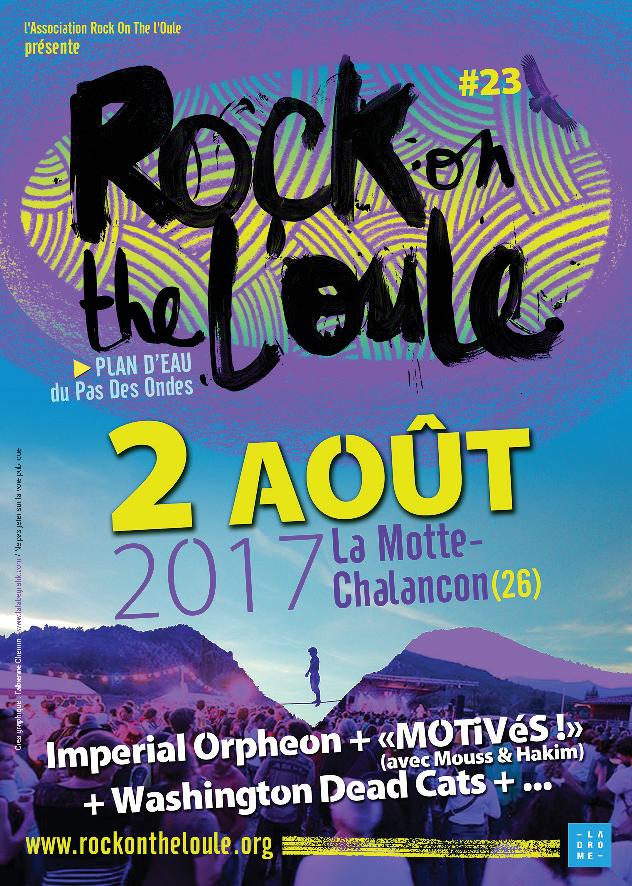 l'Association Rock On The l'Oule
présente
#23
Rock on
the l'Oule
PLAN D'EAU
du Pas Des Ondes
2 AOÛT
2017
La Motte-
Chalancon (26)
Imperial Orpheon + «MOTiVéS !»
(avec Mouss & Hakim)
+ Washington Dead Cats + ...
www.rockontheloule.org
– LA
DRO
ME –